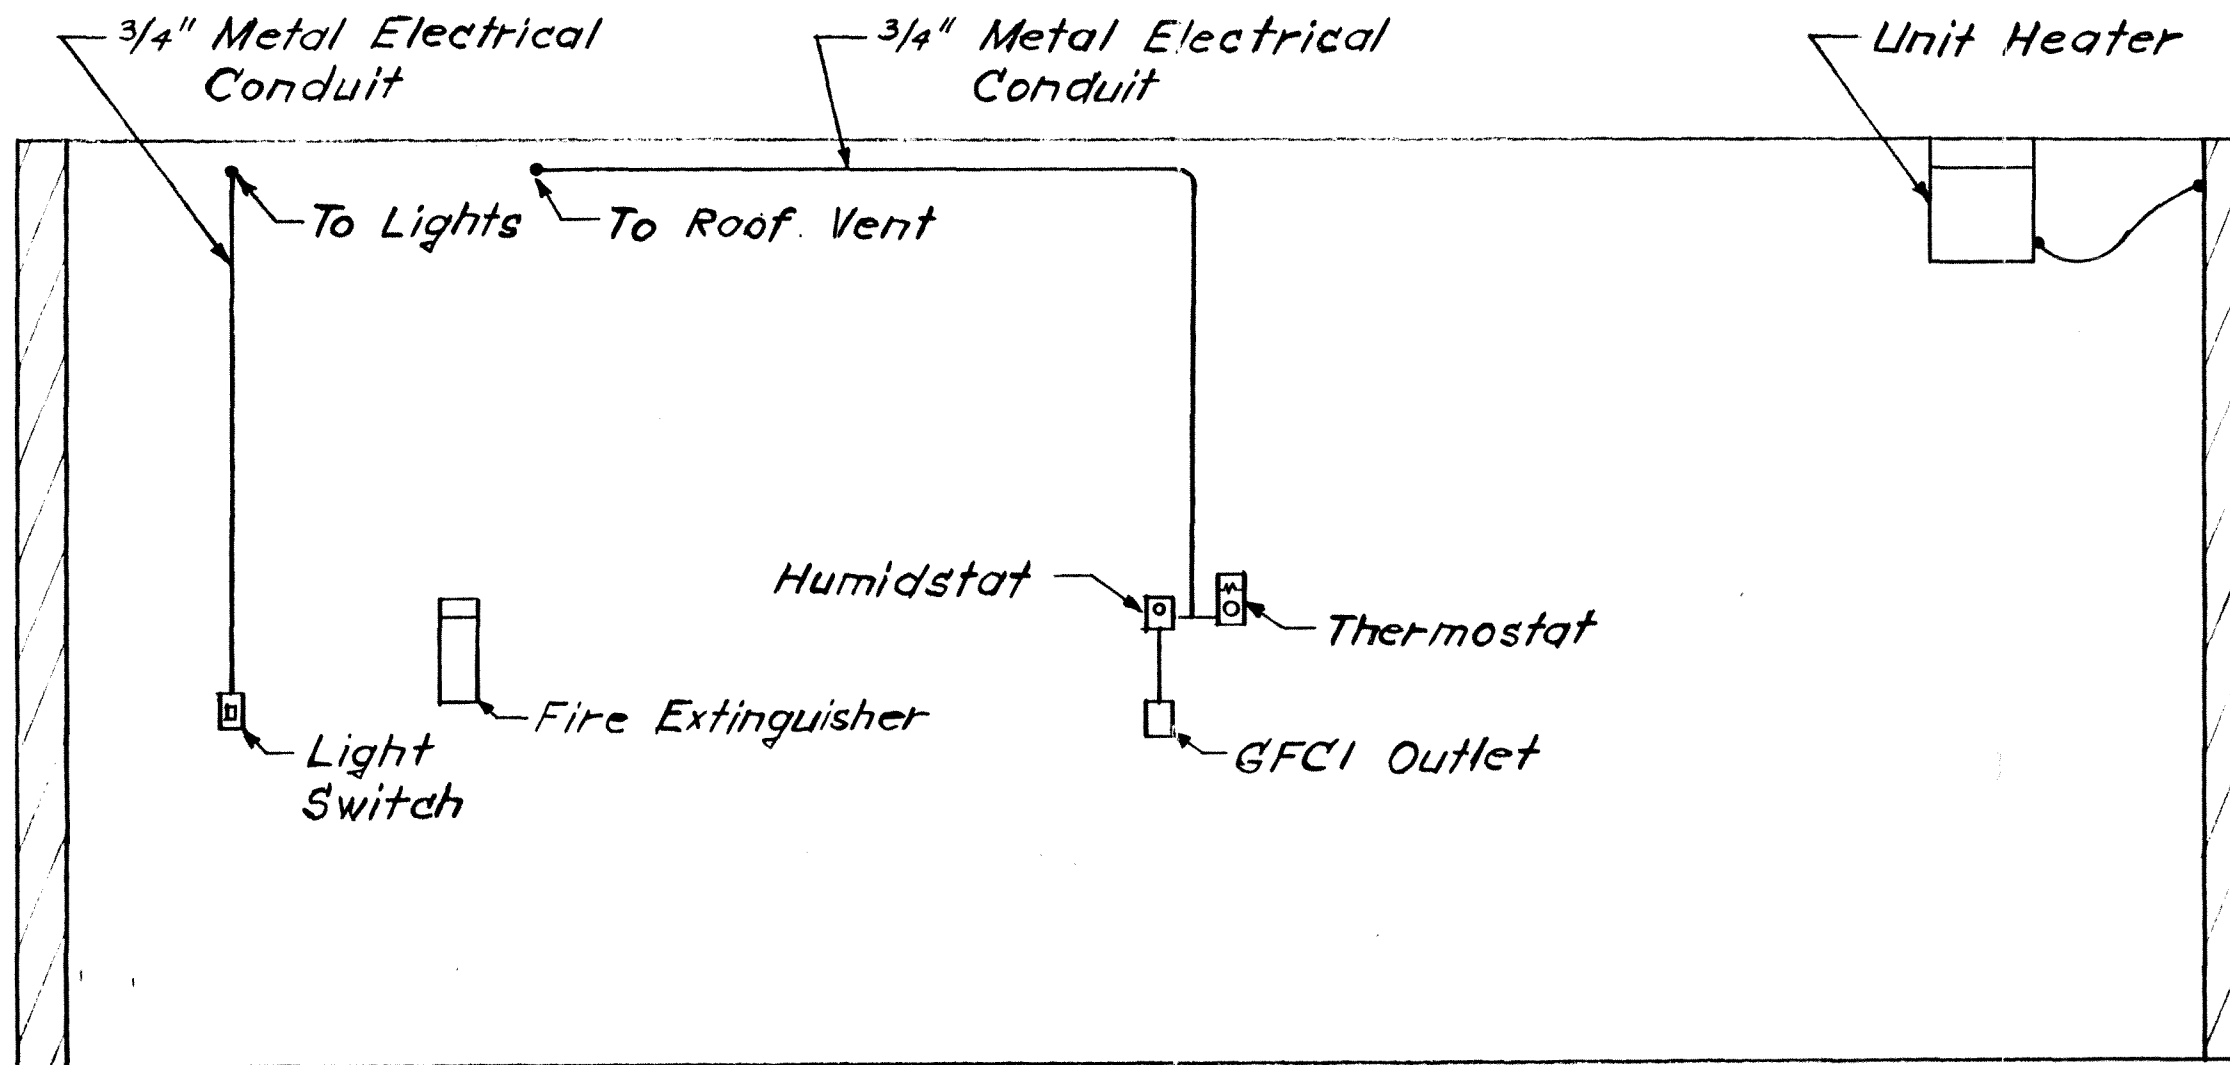 3/4" Metal Electrical
Conduit
3/4" Metal Electrical
Conduit
Unit Heater
To Lights
To Roof Vent
Humidstat
Thermostat
Fire Extinguisher
Light
Switch
GFCI Outlet